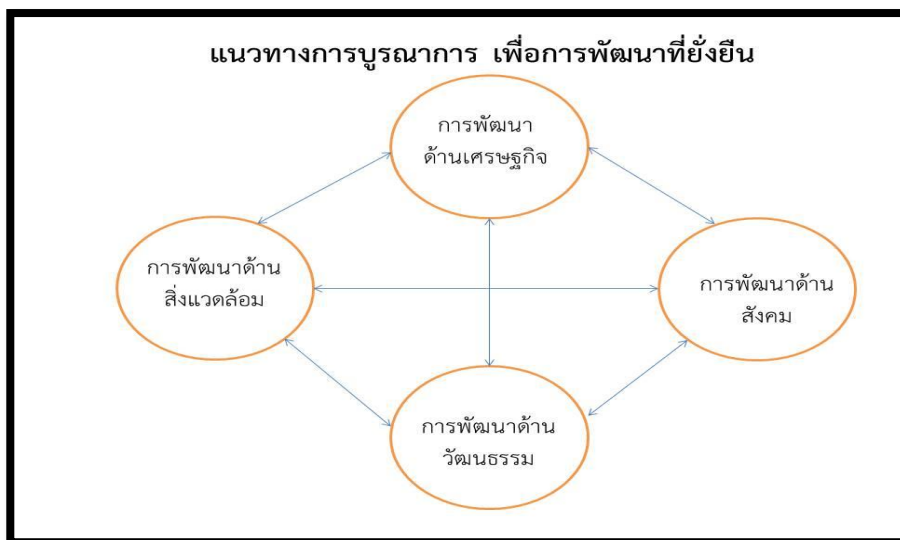 แนวทางการบูรณาการ เพื่อการพัฒนาที่ยั่งยืน
การพัฒนา
ด้านเศรษฐกิจ
การพัฒนาด้าน
สิ่งแวดล้อม
การพัฒนาด้าน
สังคม
การพัฒนาด้าน
วัฒนธรรม